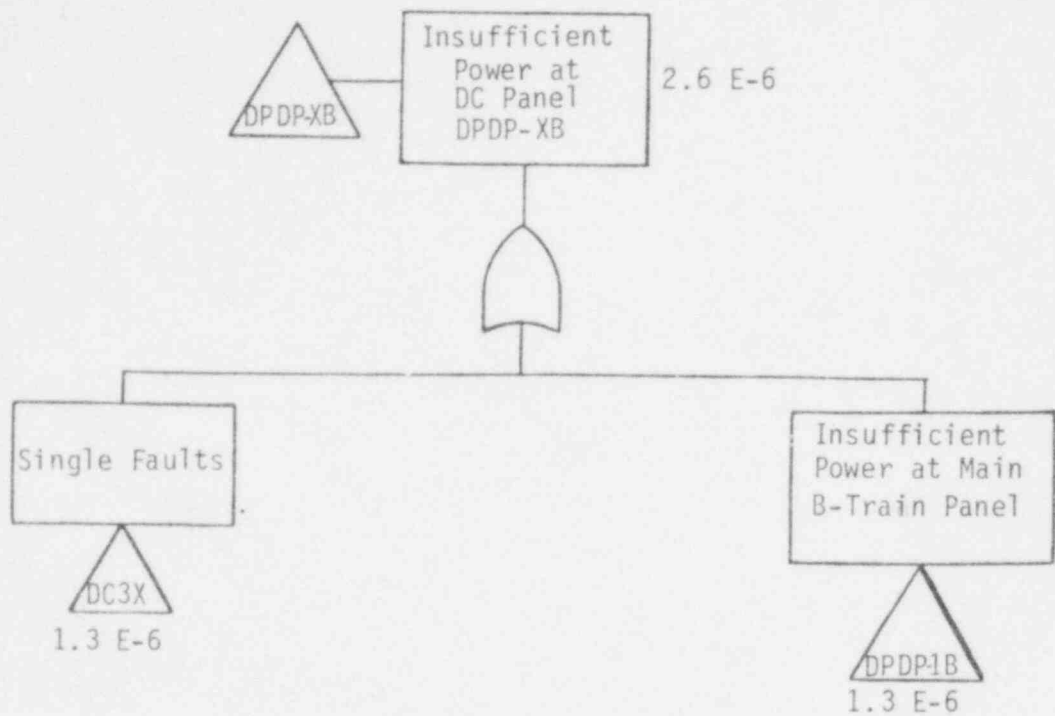 Insufficient
Power at
DC Panel
DPDP-XB
2.6 E-6
DPDP-XB
Single Faults
DC3X
1.3 E-6
Insufficient
Power at Main
B-Train Panel
DPDP-1B
1.3 E-6